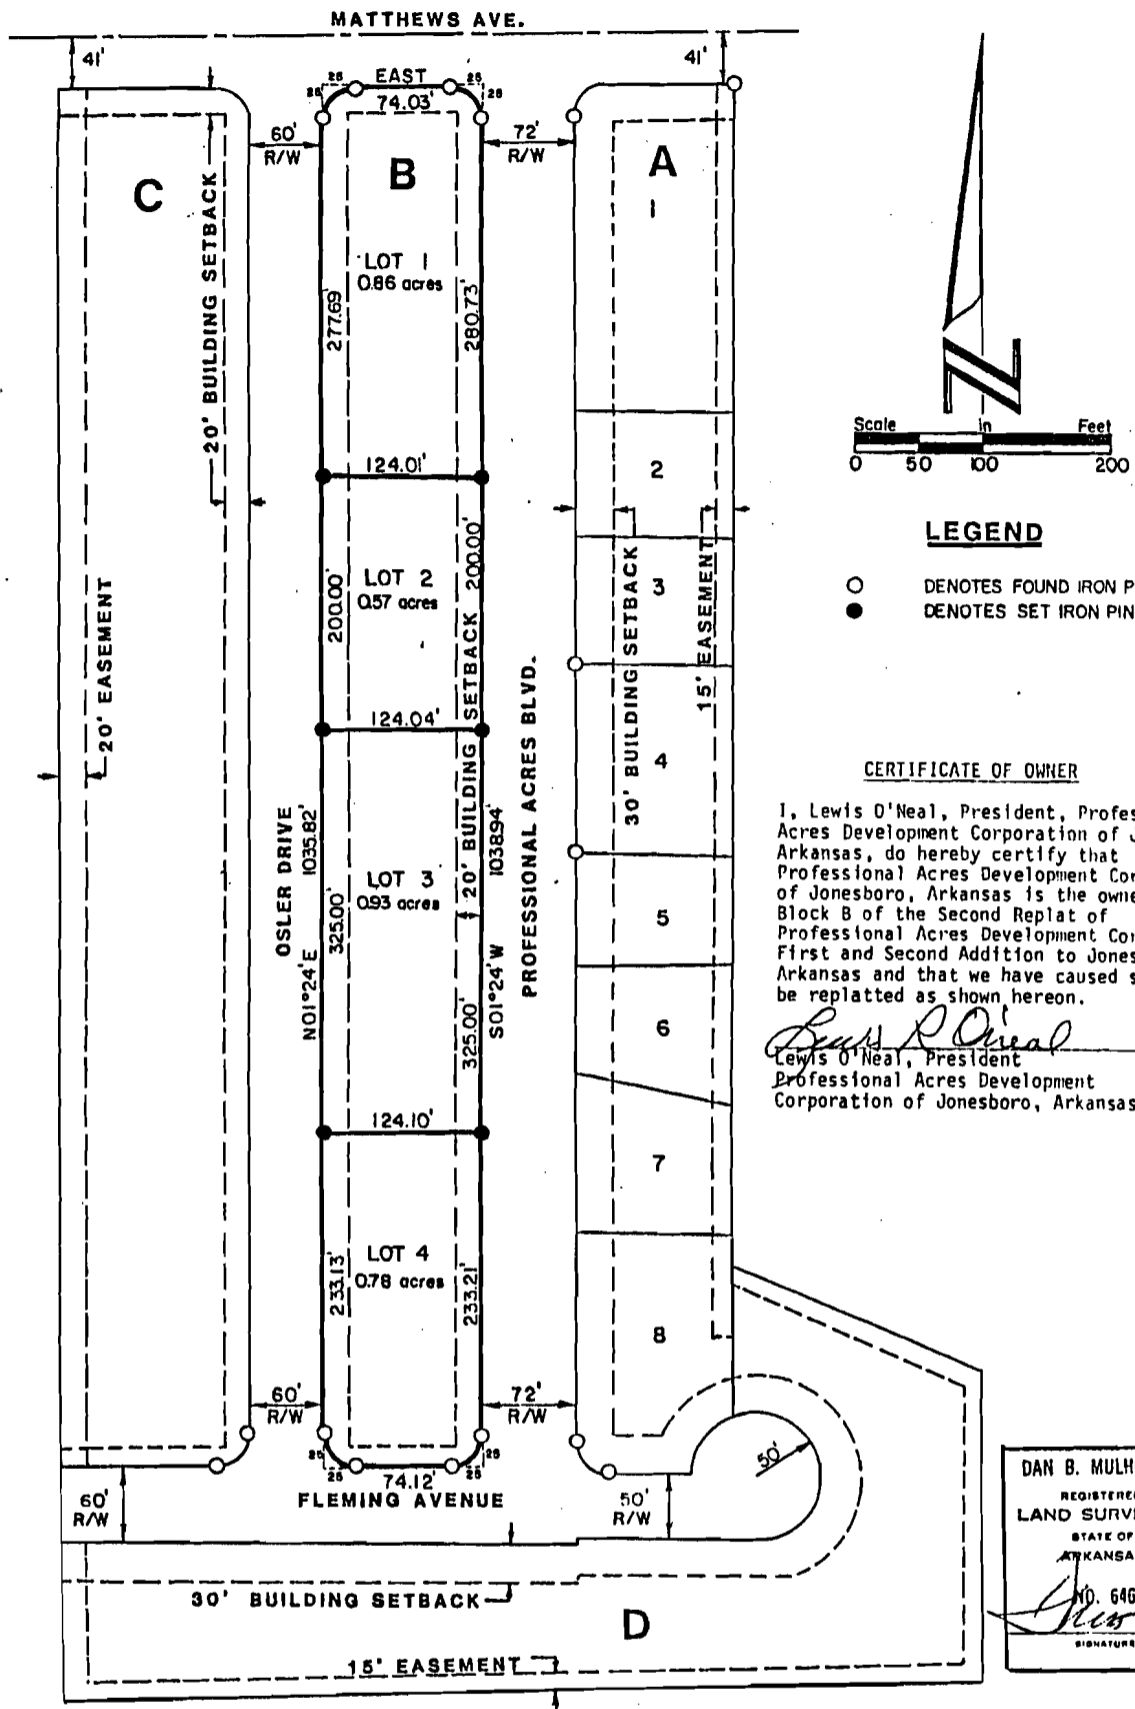 MATTHEWS AVE.
41'
41'
25
EAST
25
25
74.03'
25
60'
R/W
72'
R/W
C
B
A
1
20' BUILDING SETBACK
LOT 1
0.86 acres
277.69'
280.73'
N
Scale in Feet
0 50 100 200
124.01'
2
LEGEND
DENOTES FOUND IRON P
DENOTES SET IRON PIN
20' EASEMENT
LOT 2
0.57 acres
200.00'
200.00'
3
30' BUILDING SETBACK
15' EASEMENT
124.04'
4
CERTIFICATE OF OWNER
I, Lewis O'Neal, President, Profes
Acres Development Corporation of J
Arkansas, do hereby certify that
Professional Acres Development Cor
of Jonesboro, Arkansas is the owne
Block B of the Second Replat of
Professional Acres Development Cor
First and Second Addition to Jones
Arkansas and that we have caused s
be replatted as shown hereon.
Lewis R O'Neal
Lewis O'Neal, President
Professional Acres Development
Corporation of Jonesboro, Arkansas
OSLER DRIVE
N01°24'E 1035.82'
LOT 3
0.93 acres
325.00'
325.00'
20' BUILDING SETBACK
S01°24'W 1038.94'
PROFESSIONAL ACRES BLVD.
5
6
124.10'
7
LOT 4
0.78 acres
233.13'
233.21'
8
60'
R/W
72'
R/W
25
25
25
25
74.12'
FLEMING AVENUE
50'
60'
R/W
50'
R/W
30' BUILDING SETBACK
D
15' EASEMENT
DAN B. MULH
REGISTERE
LAND SURV
STATE OF
ARKANSA
NO. 646
SIGNATURE